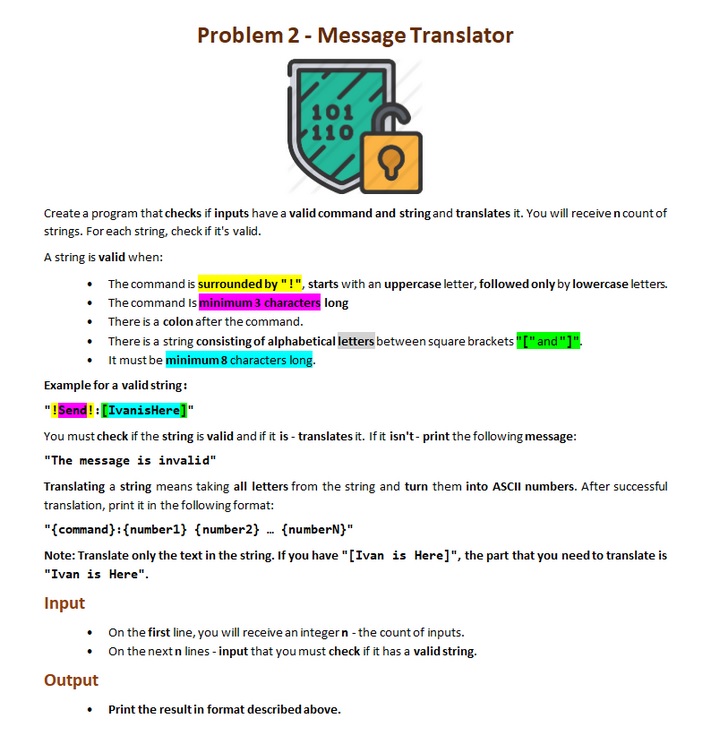 Problem 2 - Message Translator
101
110
Create a program that checks if inputs have a valid command and string and translates it. You will receive n count of
strings. For each string, check if it's valid.
A string is valid when:
• The command is surrounded by "!", starts with an uppercase letter, followed only by lowercase letters.
• The command Is minimum 3 characters long
• There is a colon after the command.
• There is a string consisting of alphabetical letters between square brackets "[" and "]".
• It must be minimum 8 characters long.
Example for a valid string:
"!Send!:[IvanisHere]"
You must check if the string is valid and if it is - translates it. If it isn't - print the following message:
"The message is invalid"
Translating a string means taking all letters from the string and turn them into ASCII numbers. After successful
translation, print it in the following format:
"{command}:{number1} {number2} … {numberN}"
Note: Translate only the text in the string. If you have "[Ivan is Here]", the part that you need to translate is
"Ivan is Here".
Input
• On the first line, you will receive an integer n - the count of inputs.
• On the next n lines - input that you must check if it has a valid string.
Output
• Print the result in format described above.